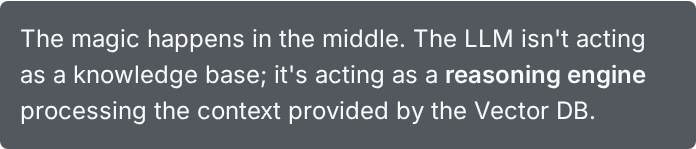 The magic happens in the middle. The LLM isn't acting
as a knowledge base; it's acting as a reasoning engine
processing the context provided by the Vector DB.